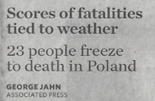 Scores of fatalities
tied to weather
23 people freeze
to death in Poland
GEORGE JAHN
ASSOCIATED PRESS